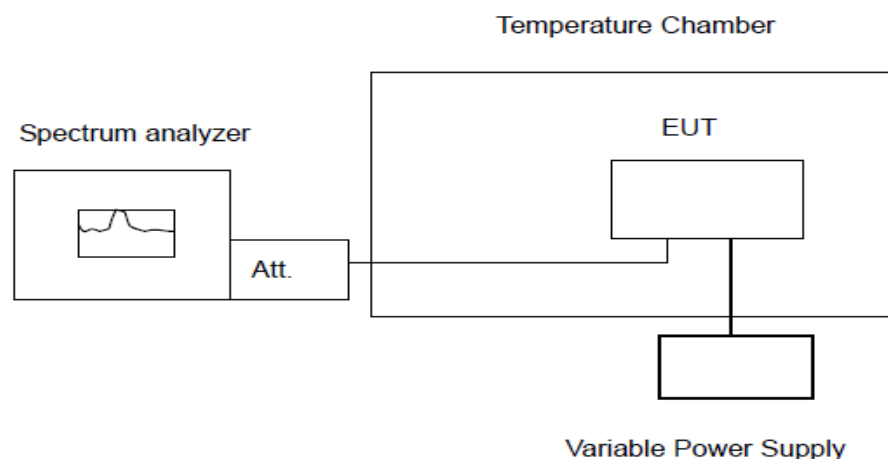 Temperature Chamber
Spectrum analyzer
EUT
Att.
Variable Power Supply